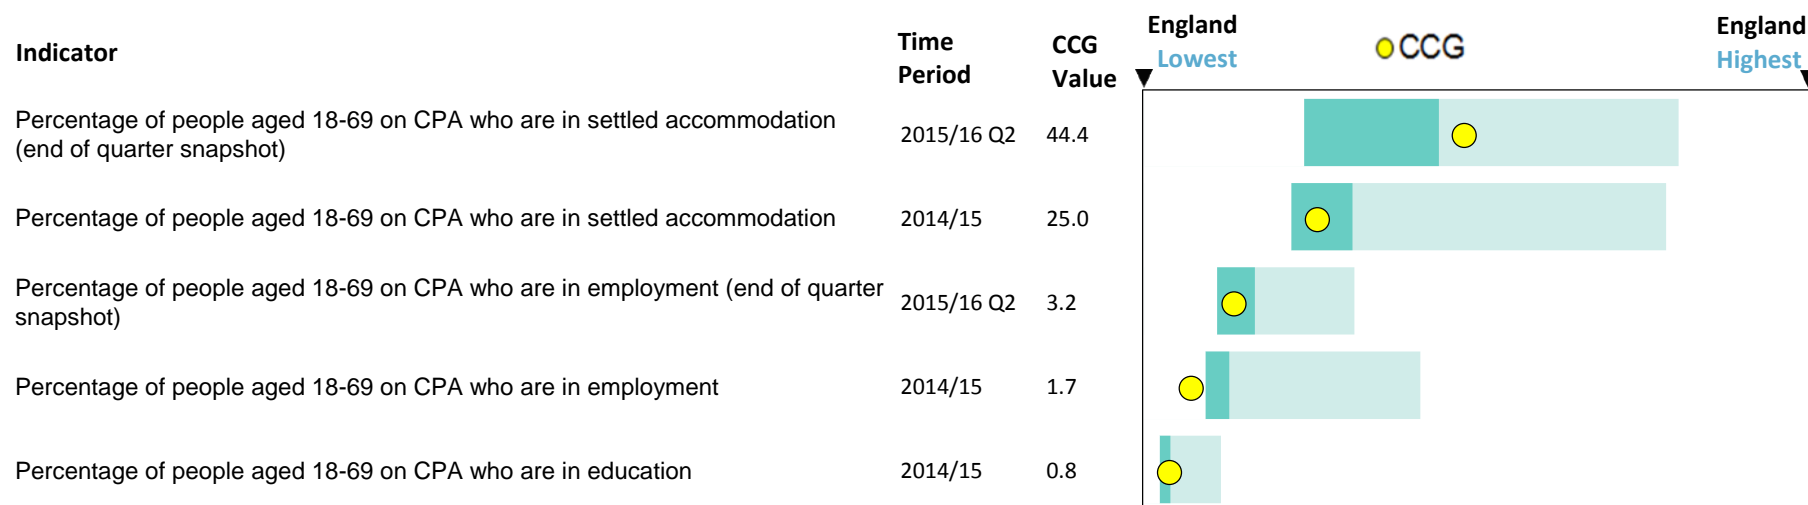 Indicator
Time
Period
CCG
Value
England
Lowest
CCG
England
Highest
Percentage of people aged 18-69 on CPA who are in settled accommodation
(end of quarter snapshot)
2015/16 Q2
44.4
Percentage of people aged 18-69 on CPA who are in settled accommodation
2014/15
25.0
Percentage of people aged 18-69 on CPA who are in employment (end of quarter
snapshot)
2015/16 Q2
3.2
Percentage of people aged 18-69 on CPA who are in employment
2014/15
1.7
Percentage of people aged 18-69 on CPA who are in education
2014/15
0.8